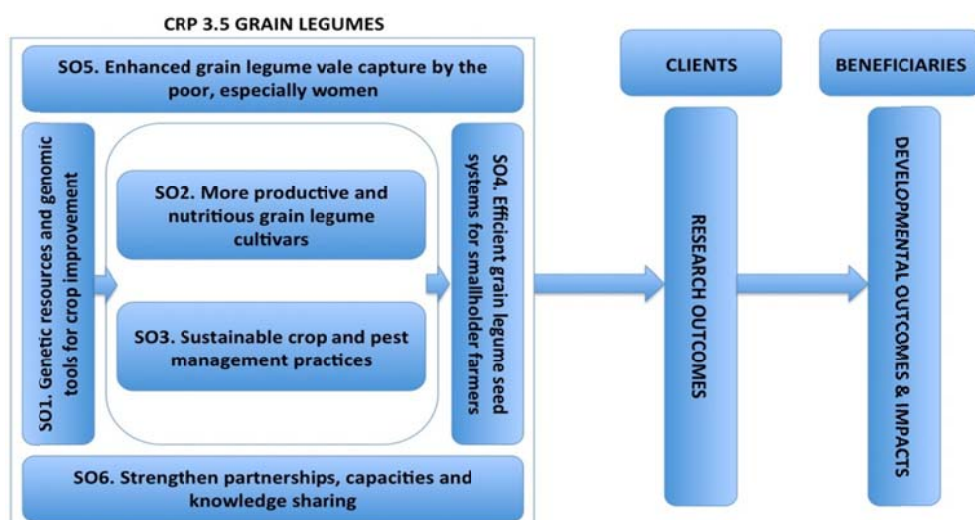 CRP 3.5 GRAIN LEGUMES
SO5. Enhanced grain legume vale capture by the
poor, especially women
SO1. Genetic resources and genomic
tools for crop improvement
SO2. More productive and
nutritious grain legume
cultivars
SO3. Sustainable crop and pest
management practices
SO4. Efficient grain legume seed
systems for smallholder farmers
SO6. Strengthen partnerships, capacities and
knowledge sharing
CLIENTS
RESEARCH OUTCOMES
BENEFICIARIES
DEVELOPMENTAL OUTCOMES & IMPACTS